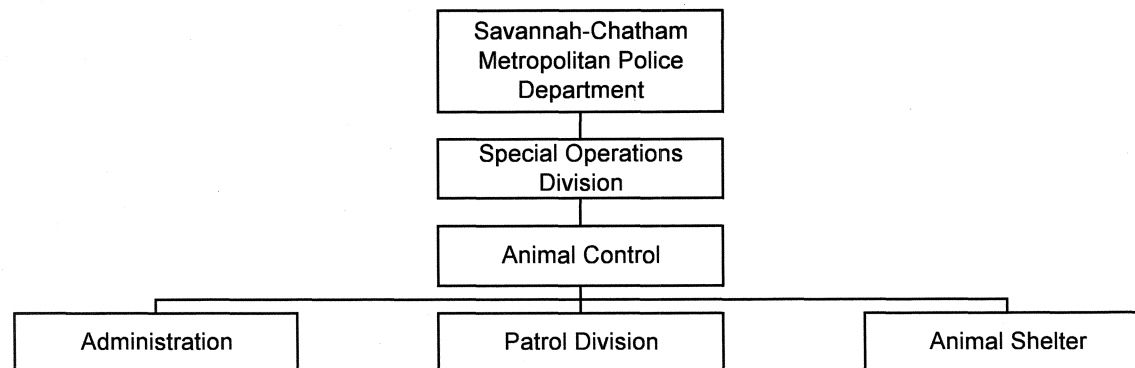 Savannah-Chatham
Metropolitan Police
Department
Special Operations
Division
Animal Control
Administration
Patrol Division
Animal Shelter